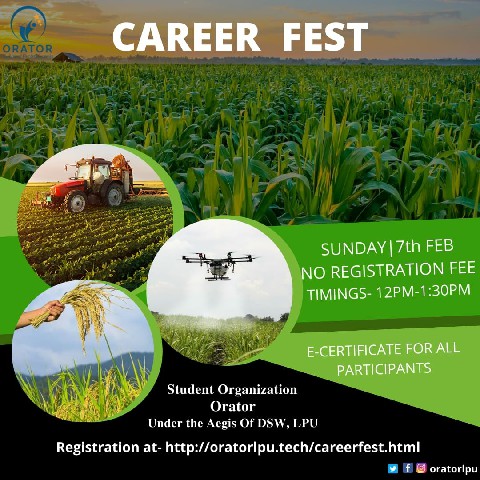 ORATOR
CAREER FEST
SUNDAY|7th FEB
NO REGISTRATION FEE
TIMINGS- 12PM-1:30PM
E-CERTIFICATE FOR ALL
PARTICIPANTS
Student Organization
Orator
Under the Aegis Of DSW, LPU
Registration at- http://oratorlpu.tech/careerfest.html
oratorlpu